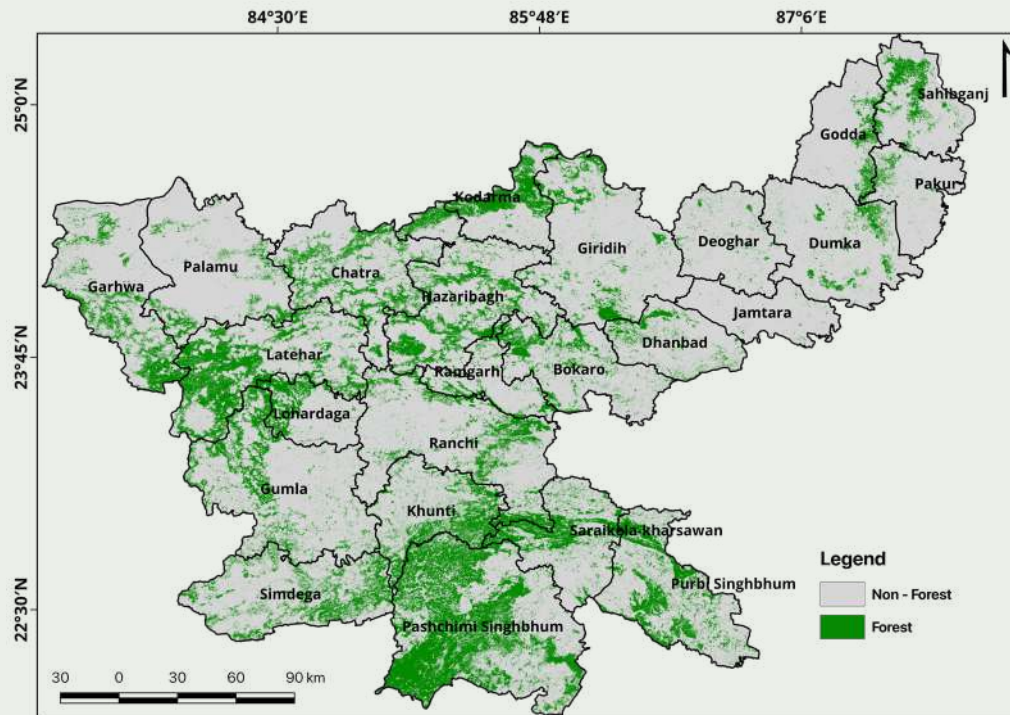 84°30′E 85°48′E 87°6′E
25°0′N
23°45′N
22°30′N
Sahibganj
Godda
Pakur
Kodarma
Giridih
Deoghar
Dumka
Palamu
Chatra
Garhwa
Hazaribagh
Jamtara
Dhanbad
Latehar
Ramgarh
Bokaro
Lohardaga
Ranchi
Gumla
Khunti
Saraikela-kharsawan
Purbi Singhbhum
Simdega
Pashchimi Singhbhum
Legend
Non - Forest
Forest
30 0 30 60 90 km